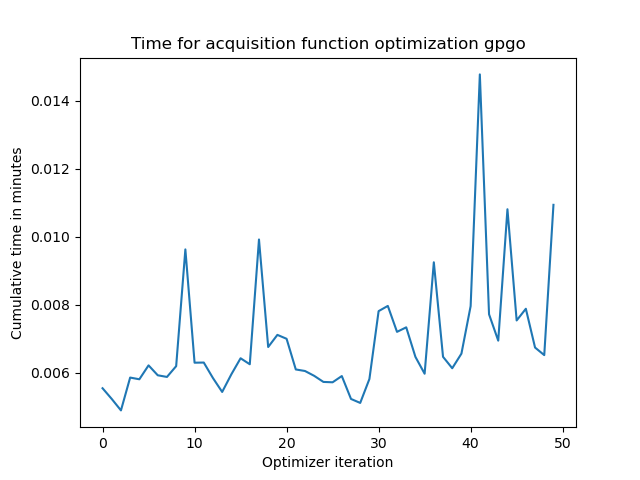 Time for acquisition function optimization gpgo
Cumulative time in minutes
0.014
0.012
0.010
0.008
0.006
0 10 20 30 40 50
Optimizer iteration